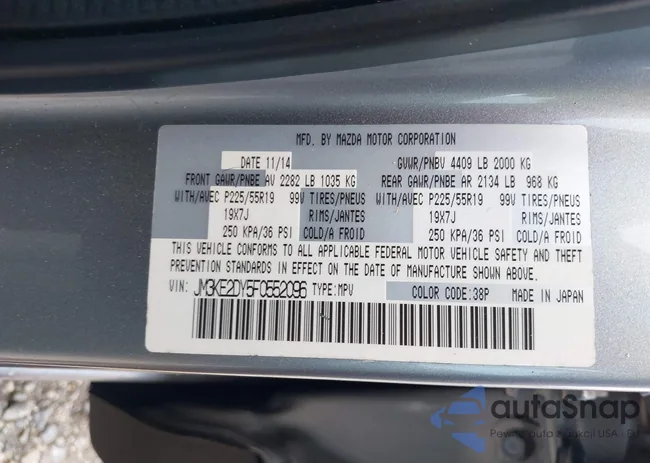 MFD. BY MAZDA MOTOR CORPORATION
DATE 11/14 GVWR/PNBV 4409 LB 2000 KG
FRONT GAWR/PNBE AV 2282 LB 1035 KG REAR GAWR/PNBE AR 2134 LB 968 KG
WITH/AVEC P225/55R19 99V TIRES/PNEUS WITH/AVEC P225/55R19 99V TIRES/PNEUS
19X7J RIMS/JANTES 19X7J RIMS/JANTES
250 KPA/36 PSI COLD/A FROID 250 KPA/36 PSI COLD/A FROID
THIS VEHICLE CONFORMS TO ALL APPLICABLE FEDERAL MOTOR VEHICLE SAFETY AND THEFT
PREVENTION STANDARDS IN EFFECT ON THE DATE OF MANUFACTURE SHOWN ABOVE.
VIN: JM3KE2DY5F0552096 TYPE: MPV COLOR CODE: 38P MADE IN JAPAN
autoSnap